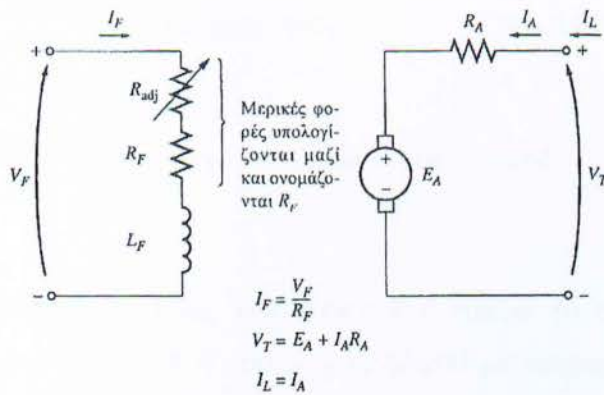 I_F
R_A
I_A
I_L
+
+
R_adj
Μερικές φο-
ρές υπολογί-
ζονται μαζί
και ονομάζο-
νται R_F
V_F
R_F
+
−
E_A
V_T
L_F
−
−
I_F = V_F / R_F
V_T = E_A + I_A R_A
I_L = I_A